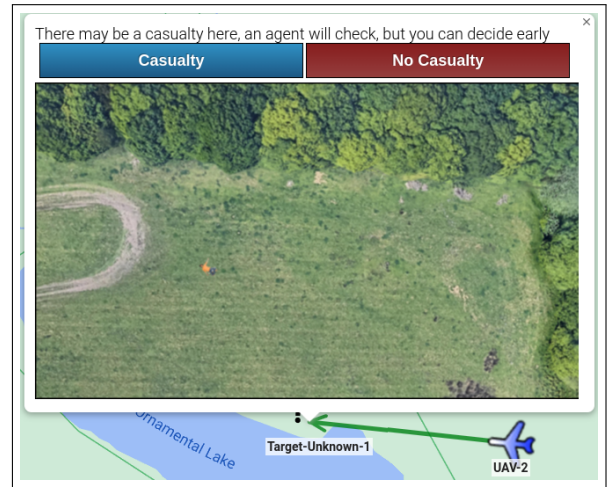 There may be a casualty here, an agent will check, but you can decide early
×
Casualty
No Casualty
Ornamental Lake
Target-Unknown-1
UAV-2